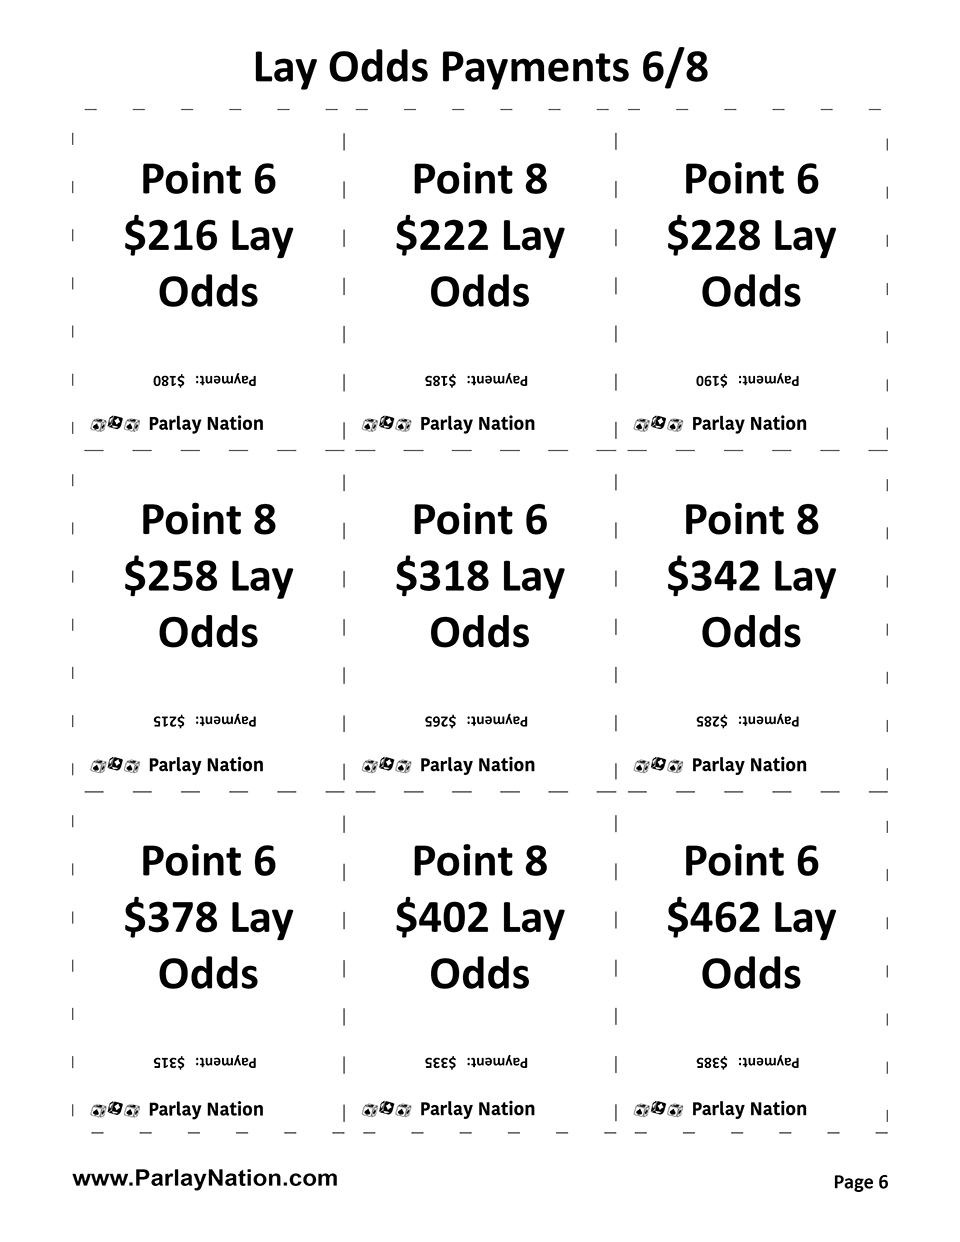 Lay Odds Payments 6/8
Point 6
$216 Lay
Odds
Payment: $180
Parlay Nation
Point 8
$222 Lay
Odds
Payment: $185
Parlay Nation
Point 6
$228 Lay
Odds
Payment: $190
Parlay Nation
Point 8
$258 Lay
Odds
Payment: $215
Parlay Nation
Point 6
$318 Lay
Odds
Payment: $265
Parlay Nation
Point 8
$342 Lay
Odds
Payment: $285
Parlay Nation
Point 6
$378 Lay
Odds
Payment: $315
Parlay Nation
Point 8
$402 Lay
Odds
Payment: $335
Parlay Nation
Point 6
$462 Lay
Odds
Payment: $385
Parlay Nation
www.ParlayNation.com
Page 6